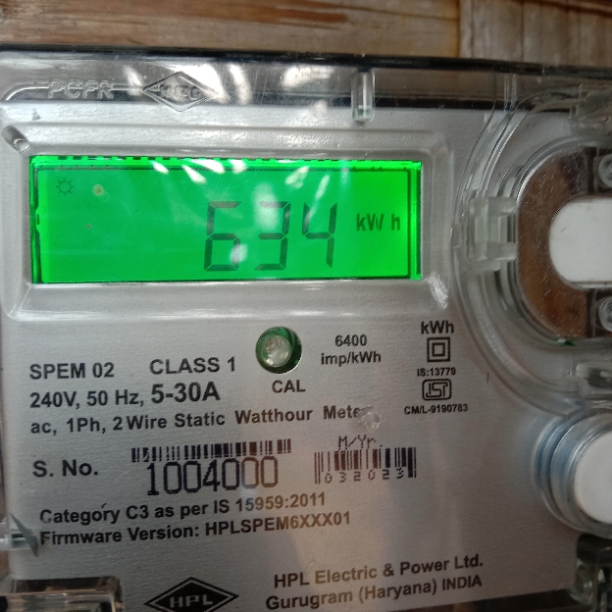 634 kWh
SPEM 02 CLASS 1
240V, 50 Hz, 5-30A
ac, 1Ph, 2 Wire Static Watthour Meter
CAL
6400
imp/kWh
kWh
IS:13779
CM/L-9190783
S. No. 1004000
M/Yr.
032023
Category C3 as per IS 15959:2011
Firmware Version: HPLSPEM6XXX01
HPL
HPL Electric & Power Ltd.
Gurugram (Haryana) INDIA